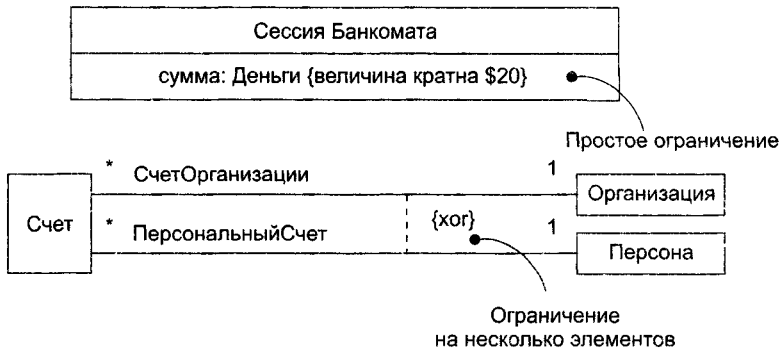 Сессия Банкомата
сумма: Деньги {величина кратна $20}
Простое ограничение
* СчетОрганизации 1
Организация
Счет
* ПерсональныйСчет {xor} 1
Персона
Ограничение
на несколько элементов